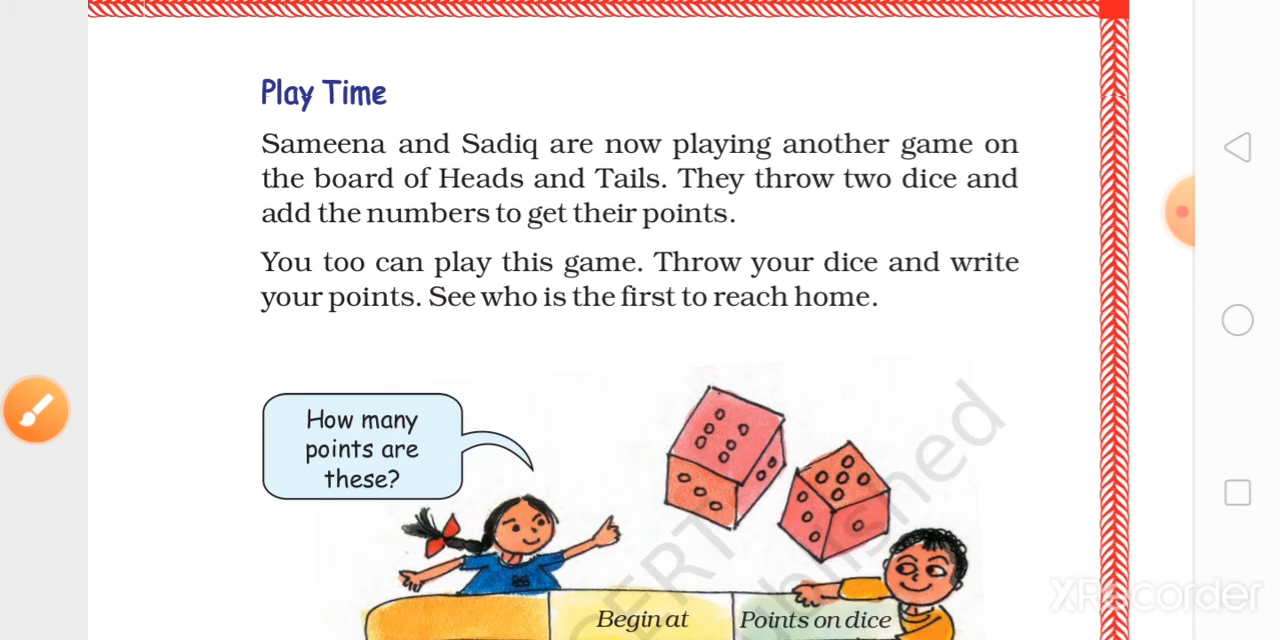 Play Time
Sameena and Sadiq are now playing another game on
the board of Heads and Tails. They throw two dice and
add the numbers to get their points.
You too can play this game. Throw your dice and write
your points. See who is the first to reach home.
How many
points are
these?
Begin at
Points on dice
XRecorder